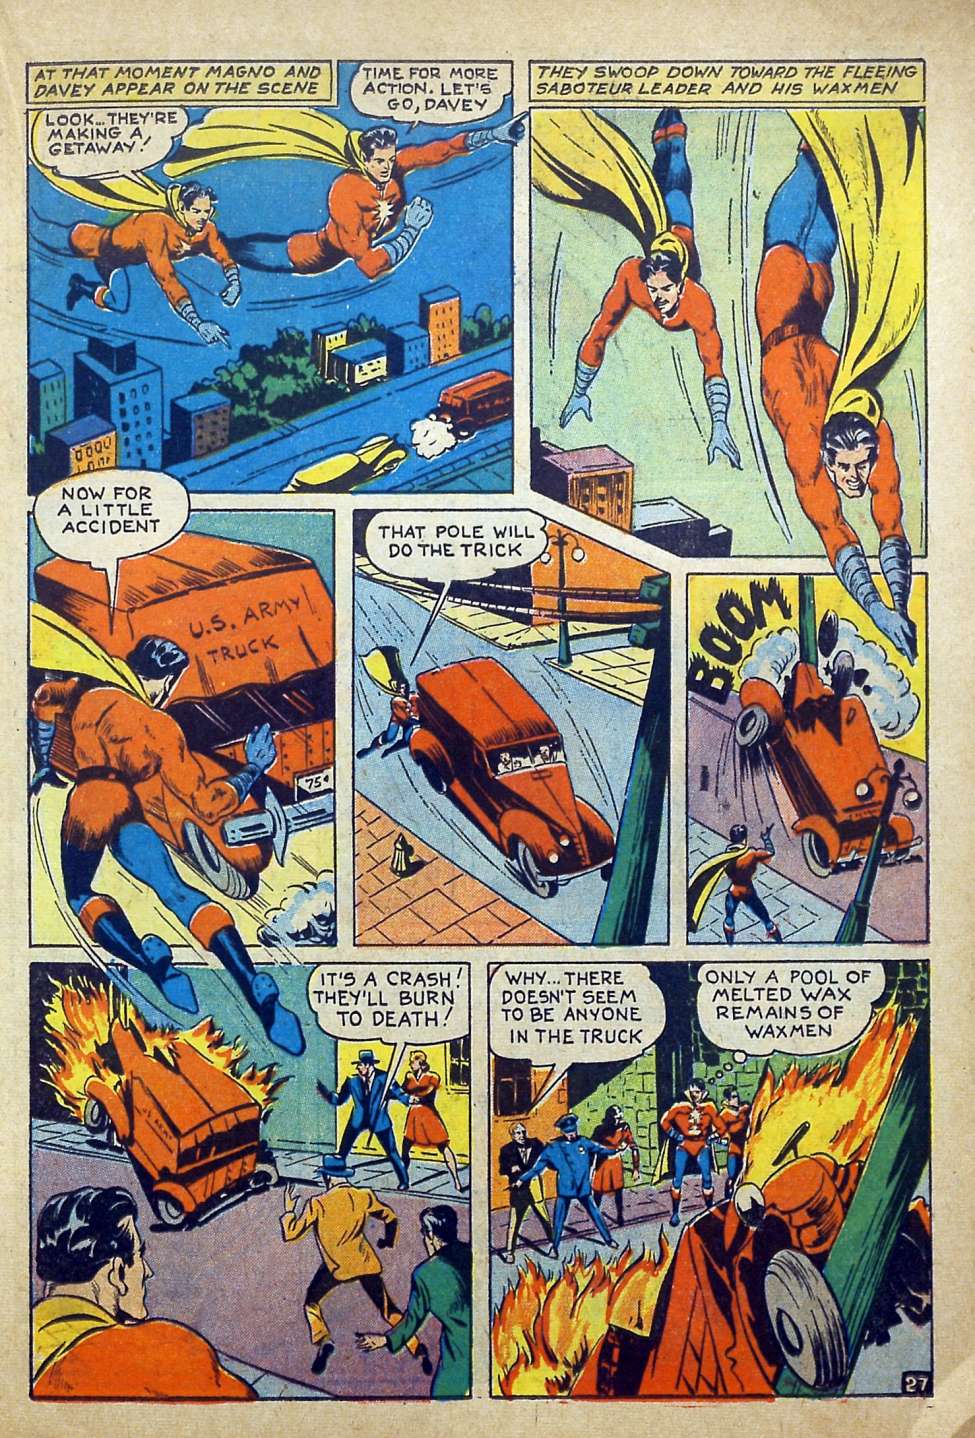 AT THAT MOMENT MAGNO AND
DAVEY APPEAR ON THE SCENE
LOOK...THEY'RE
MAKING A
GETAWAY!
TIME FOR MORE
ACTION. LET'S
GO, DAVEY
THEY SWOOP DOWN TOWARD THE FLEEING
SABOTEUR LEADER AND HIS WAXMEN
NOW FOR
A LITTLE
ACCIDENT
U.S. ARMY
TRUCK
THAT POLE WILL
DO THE TRICK
BOOM
IT'S A CRASH!
THEY'LL BURN
TO DEATH!
ARMY
WHY...THERE
DOESN'T SEEM
TO BE ANYONE
IN THE TRUCK
ONLY A POOL OF
MELTED WAX
REMAINS OF
WAXMEN
27